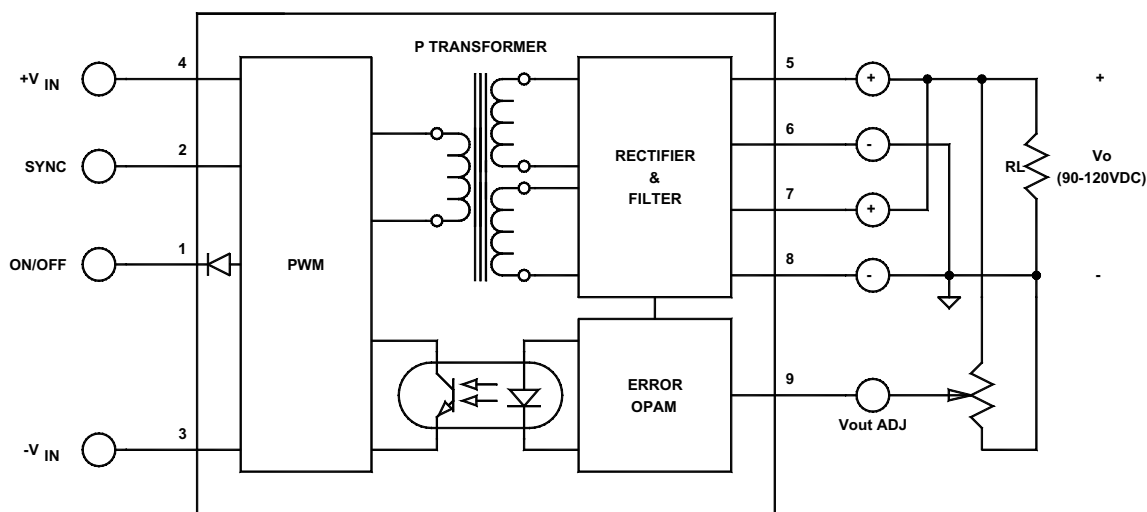 P TRANSFORMER
+V IN
4
SYNC
2
ON/OFF
1
-V IN
3
PWM
RECTIFIER
&
FILTER
ERROR
OPAM
5
+
6
-
7
+
8
-
9
Vout ADJ
RL
+
Vo
(90-120VDC)
-